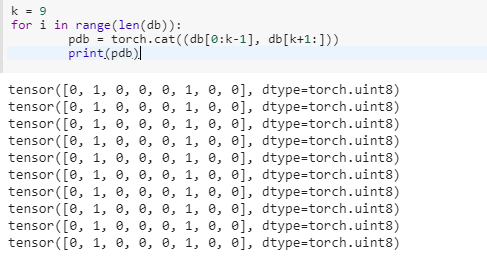 k = 9
for i in range(len(db)):
        pdb = torch.cat((db[0:k-1], db[k+1:]))
        print(pdb)
tensor([0, 1, 0, 0, 0, 1, 0, 0], dtype=torch.uint8)
tensor([0, 1, 0, 0, 0, 1, 0, 0], dtype=torch.uint8)
tensor([0, 1, 0, 0, 0, 1, 0, 0], dtype=torch.uint8)
tensor([0, 1, 0, 0, 0, 1, 0, 0], dtype=torch.uint8)
tensor([0, 1, 0, 0, 0, 1, 0, 0], dtype=torch.uint8)
tensor([0, 1, 0, 0, 0, 1, 0, 0], dtype=torch.uint8)
tensor([0, 1, 0, 0, 0, 1, 0, 0], dtype=torch.uint8)
tensor([0, 1, 0, 0, 0, 1, 0, 0], dtype=torch.uint8)
tensor([0, 1, 0, 0, 0, 1, 0, 0], dtype=torch.uint8)
tensor([0, 1, 0, 0, 0, 1, 0, 0], dtype=torch.uint8)